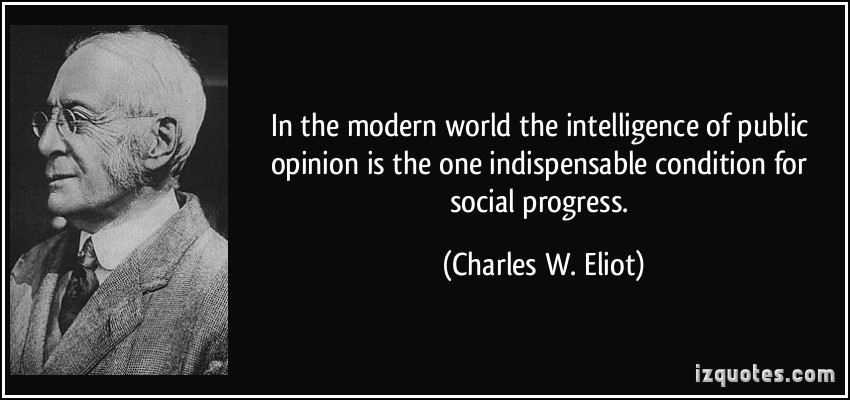 In the modern world the intelligence of public
opinion is the one indispensable condition for
social progress.
(Charles W. Eliot)
izquotes.com